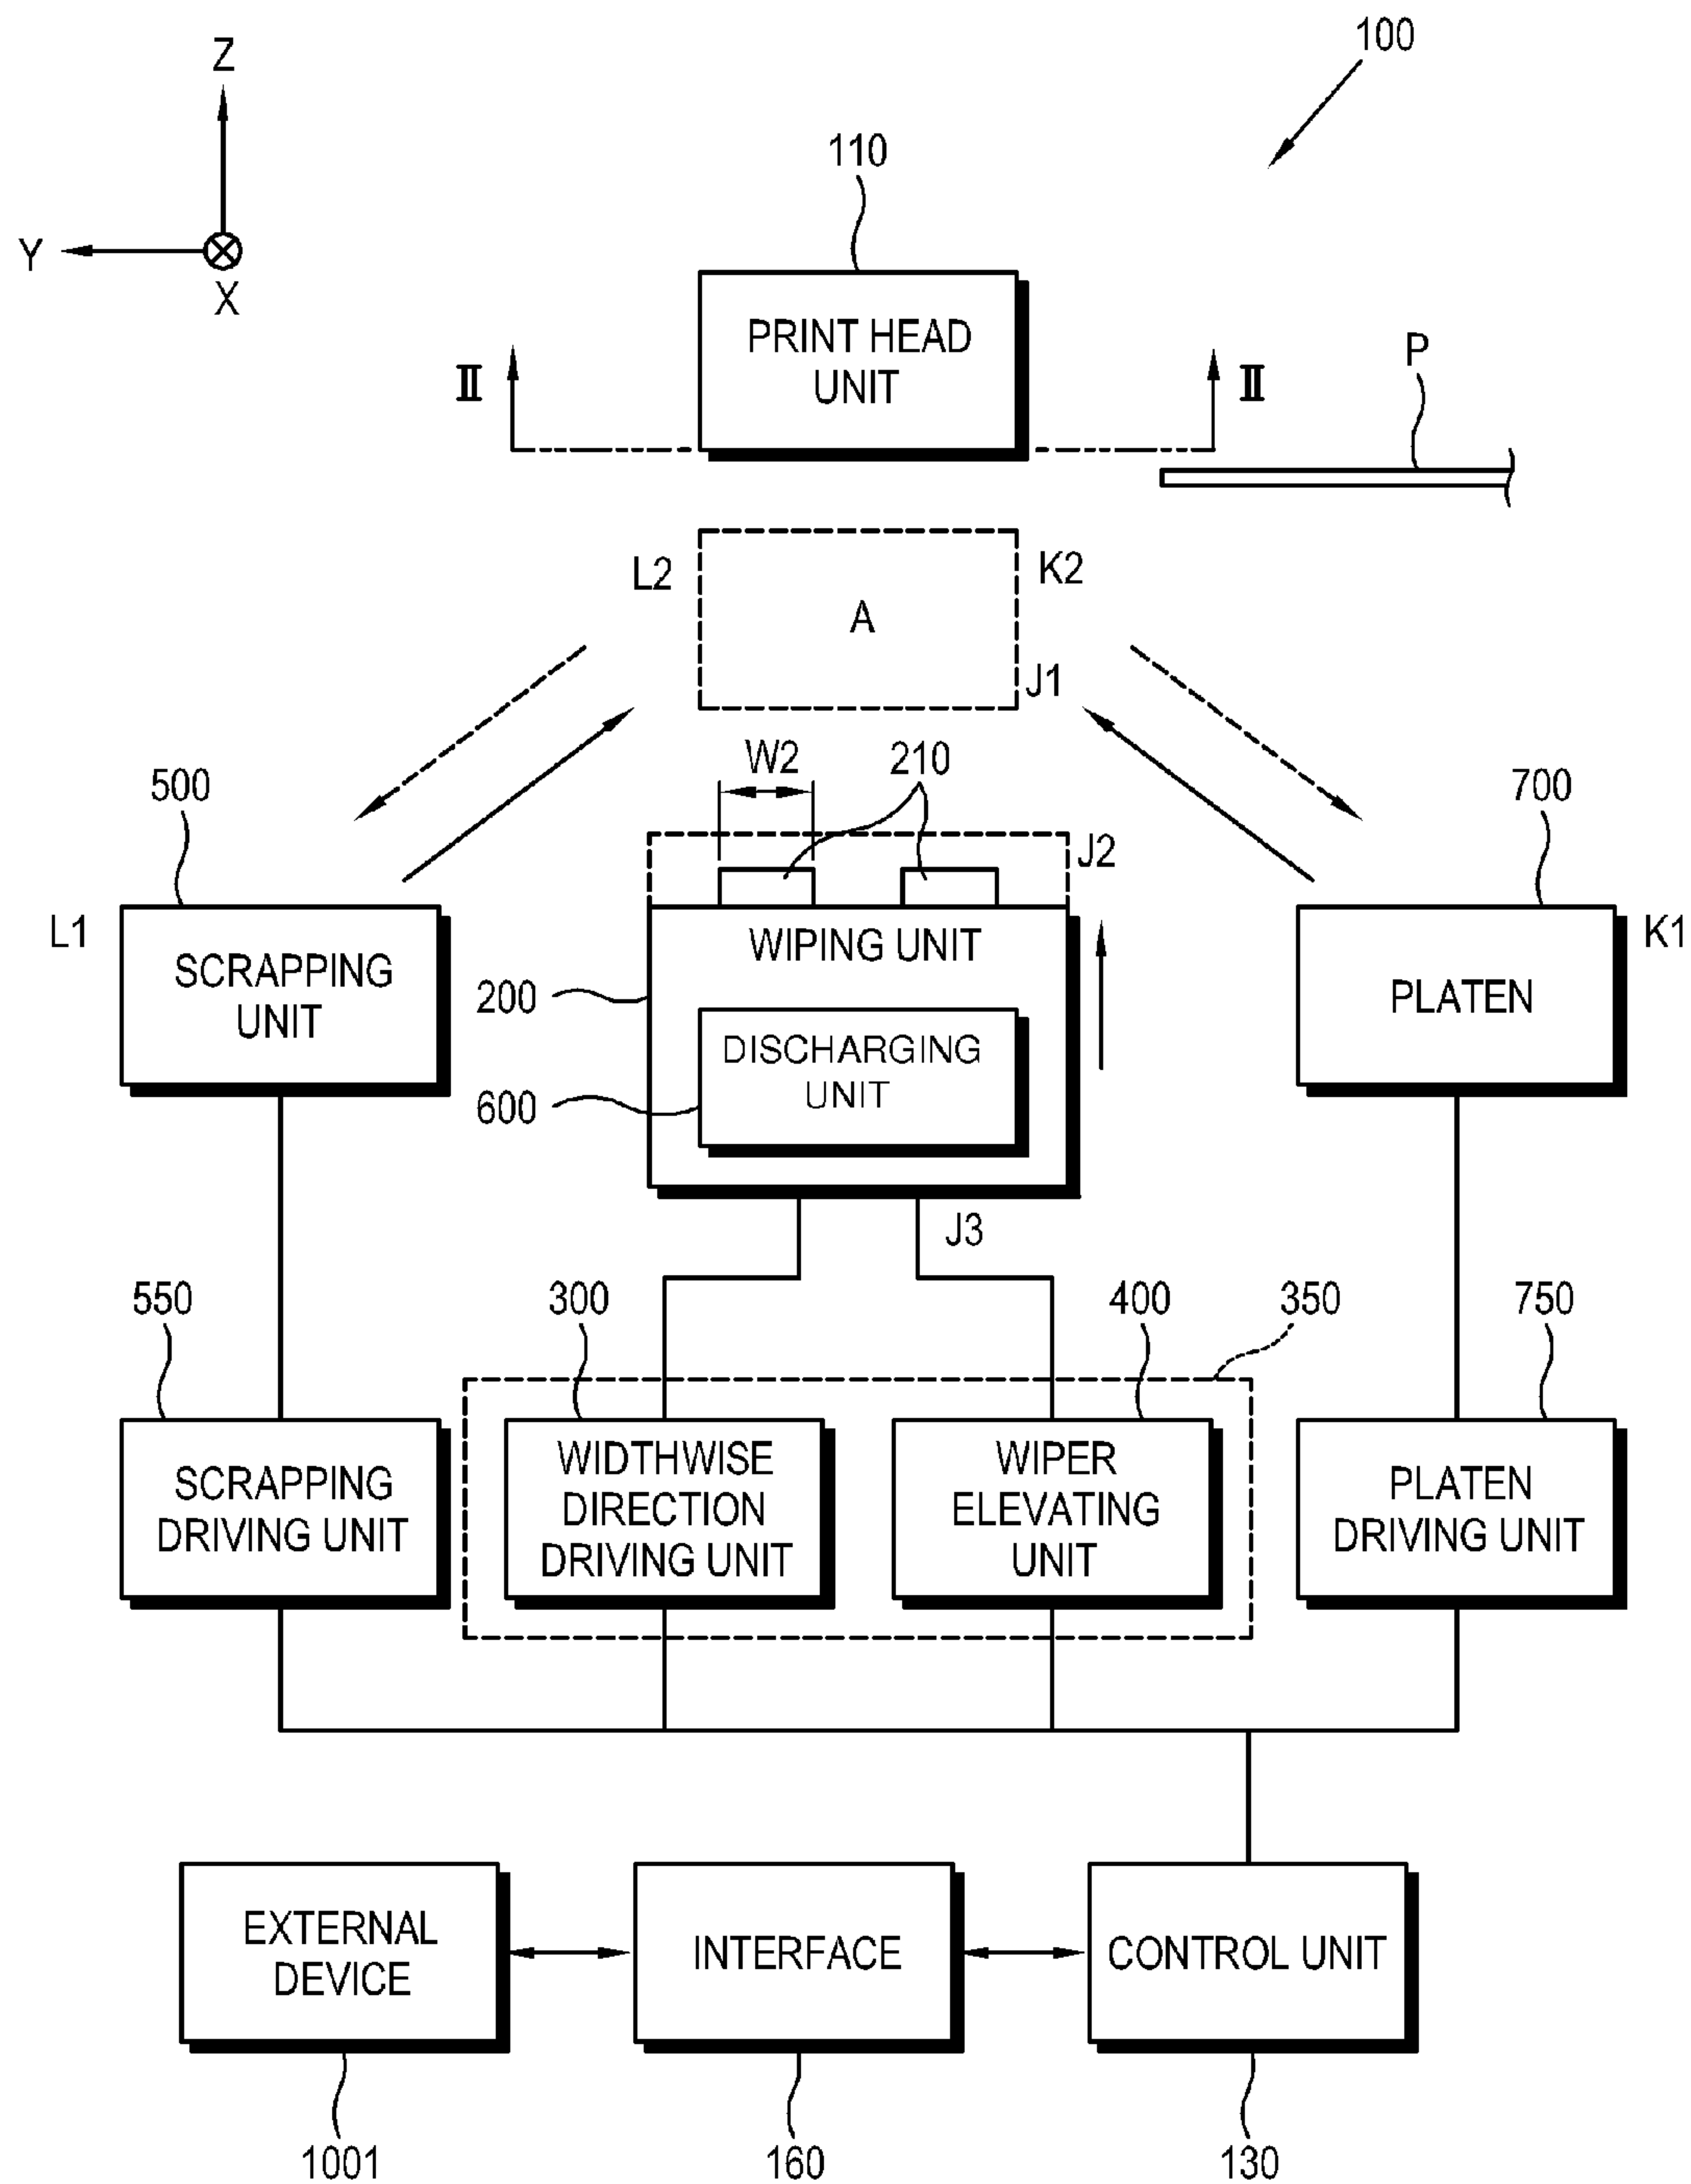 100
Z
110
Y
X
PRINT HEAD
UNIT
II
II
P
L2
K2
A
J1
W2
210
500
700
J2
L1
K1
SCRAPPING
UNIT
WIPING UNIT
200
PLATEN
DISCHARGING
UNIT
600
J3
550
300
400
350
750
SCRAPPING
DRIVING UNIT
WIDTHWISE
DIRECTION
DRIVING UNIT
WIPER
ELEVATING
UNIT
PLATEN
DRIVING UNIT
EXTERNAL
DEVICE
INTERFACE
CONTROL UNIT
1001
160
130